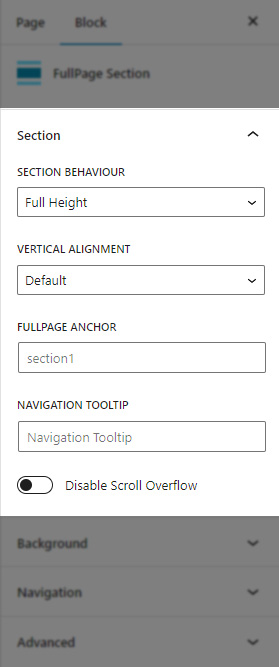 Page Block
FullPage Section
Section
SECTION BEHAVIOUR
Full Height
VERTICAL ALIGNMENT
Default
FULLPAGE ANCHOR
section1
NAVIGATION TOOLTIP
Navigation Tooltip
Disable Scroll Overflow
Background
Navigation
Advanced